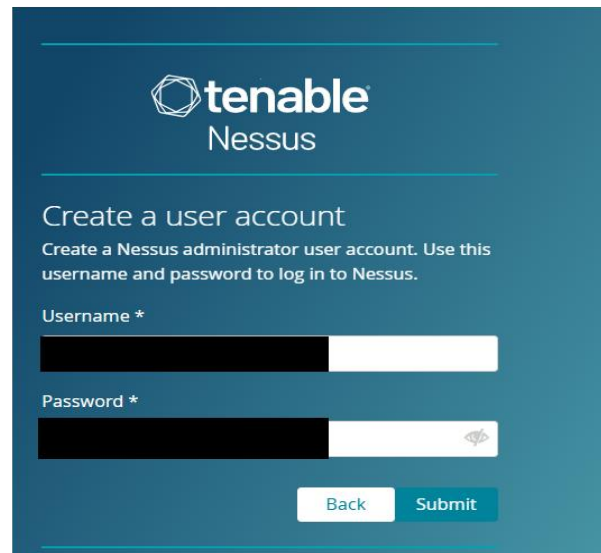 tenable
Nessus
Create a user account
Create a Nessus administrator user account. Use this
username and password to log in to Nessus.
Username *
Password *
Back Submit